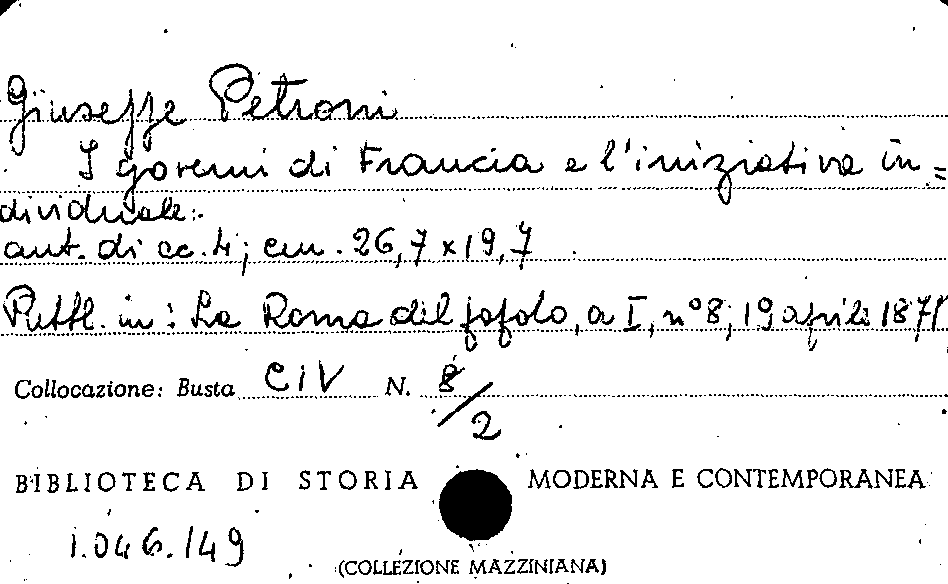 Giuseppe Petroni
I governi di Francia e l'iniziativa in=
dividuale:.
aut. di cc. 4; cm. 26,7 x 19,7
Pubbl. in: La Roma del popolo, a I, n° 8, 19 aprile 1871
Collocazione: Busta CIV N. 8/2
BIBLIOTECA DI STORIA MODERNA E CONTEMPORANEA
1.046.149
(COLLEZIONE MAZZINIANA)